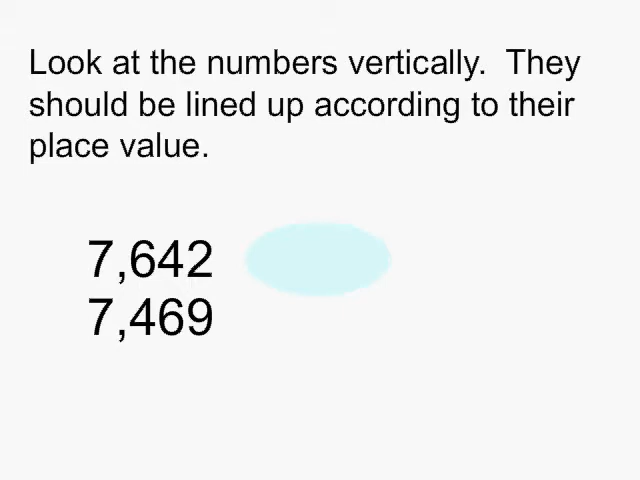 Look at the numbers vertically.  They
should be lined up according to their
place value.
7,642
7,469